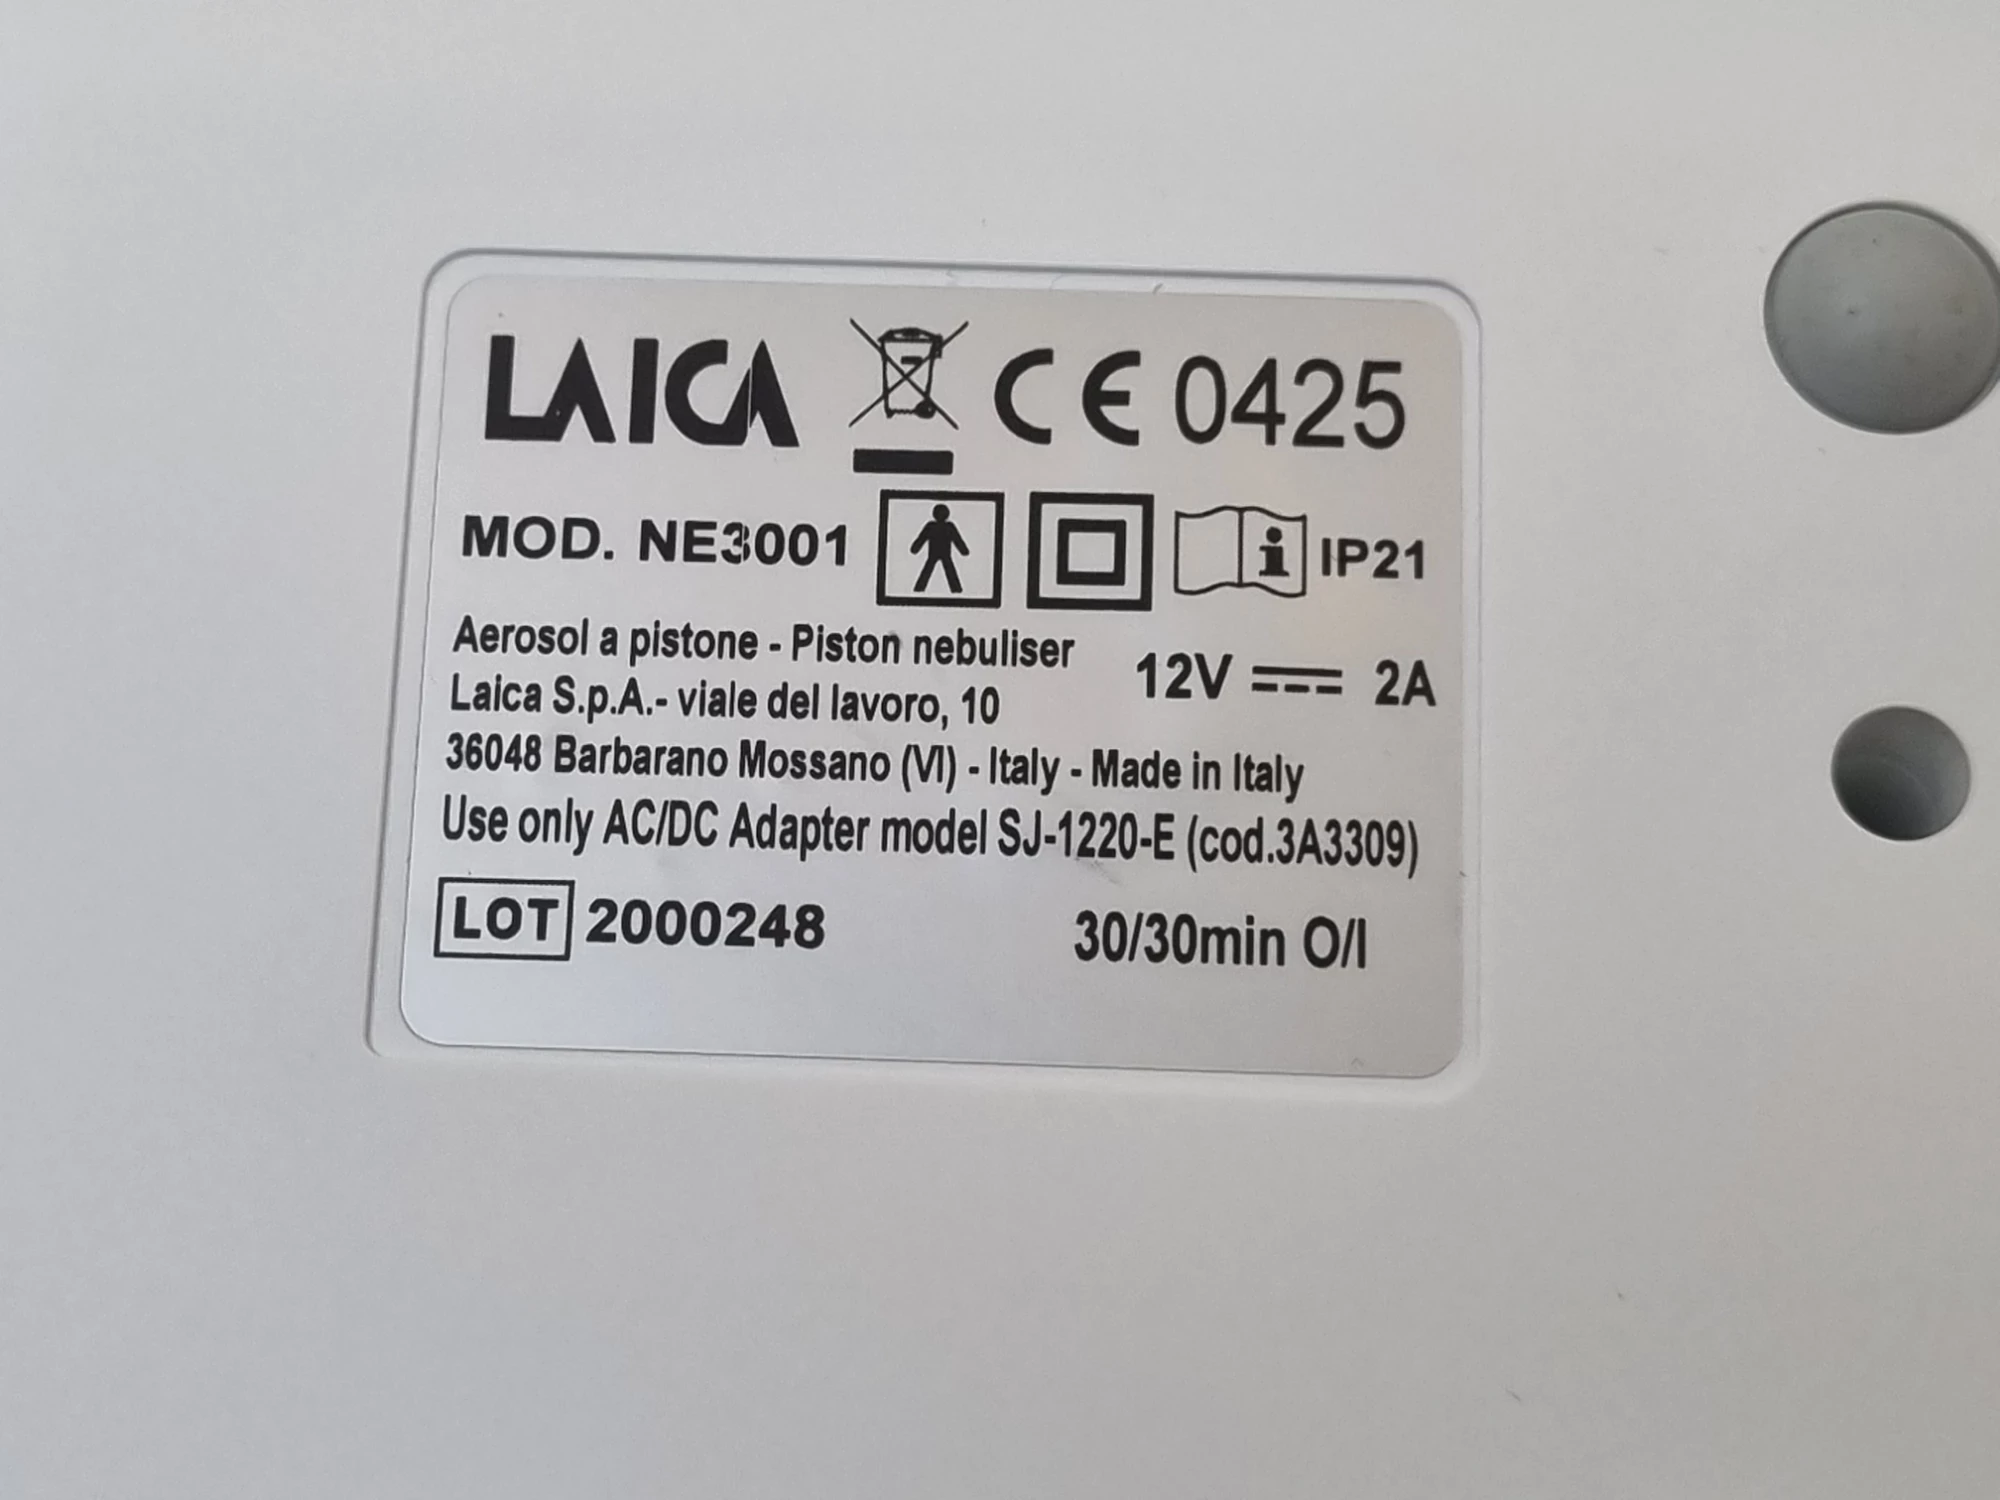 LAICA CE 0425
MOD. NE3001 IP21
Aerosol a pistone - Piston nebuliser
12V 2A
Laica S.p.A.- viale del lavoro, 10
36048 Barbarano Mossano (VI) - Italy - Made in Italy
Use only AC/DC Adapter model SJ-1220-E (cod.3A3309)
LOT 2000248 30/30min O/I